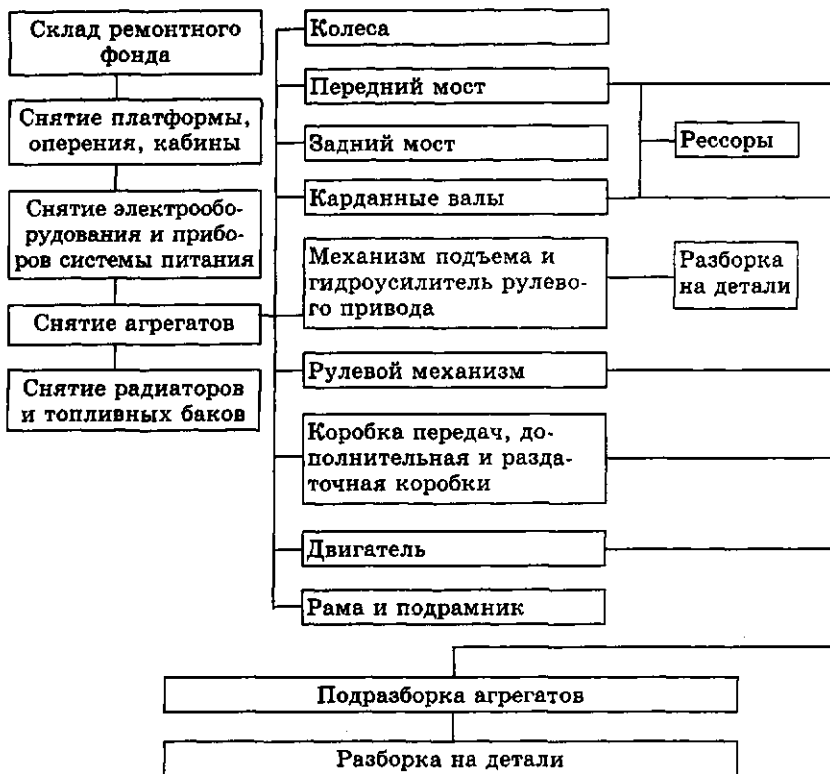 Склад ремонтного
фонда
Снятие платформы,
оперения, кабины
Снятие электрообо-
рудования и прибо-
ров системы питания
Снятие агрегатов
Снятие радиаторов
и топливных баков
Колеса
Передний мост
Задний мост
Карданные валы
Механизм подъема и
гидроусилитель рулево-
го привода
Рулевой механизм
Коробка передач, до-
полнительная и разда-
точная коробки
Двигатель
Рама и подрамник
Рессоры
Разборка
на детали
Подразборка агрегатов
Разборка на детали